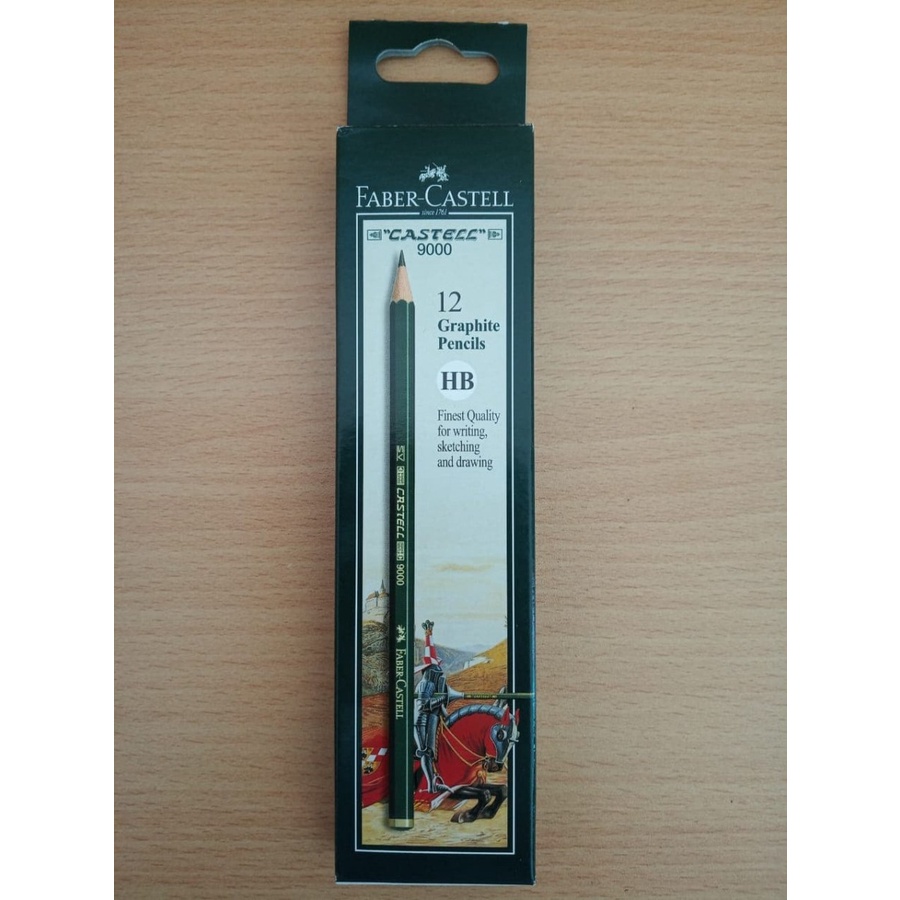 FABER-CASTELL
since 1761
"CASTELL"
9000
12
Graphite
Pencils
HB
Finest Quality
for writing,
sketching
and drawing
CASTELL 9000
FABER-CASTELL